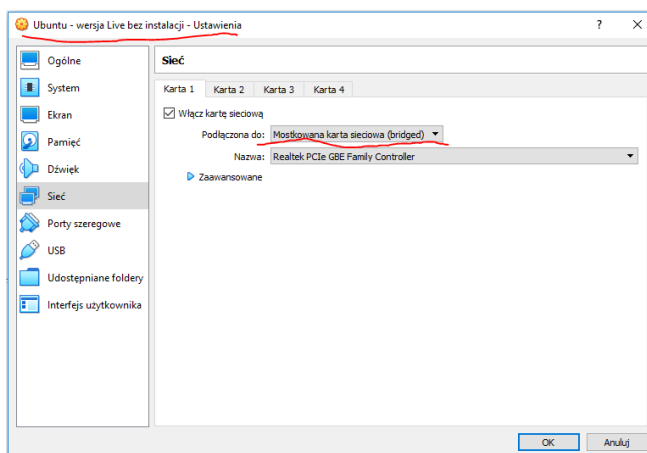 Ubuntu - wersja Live bez instalacji - Ustawienia
Ogólne
System
Ekran
Pamięć
Dźwięk
Sieć
Porty szeregowe
USB
Udostępniane foldery
Interfejs użytkownika
Sieć
Karta 1 Karta 2 Karta 3 Karta 4
Włącz kartę sieciową
Podłączona do: Mostkowana karta sieciowa (bridged)
Nazwa: Realtek PCIe GBE Family Controller
Zaawansowane
OK Anuluj